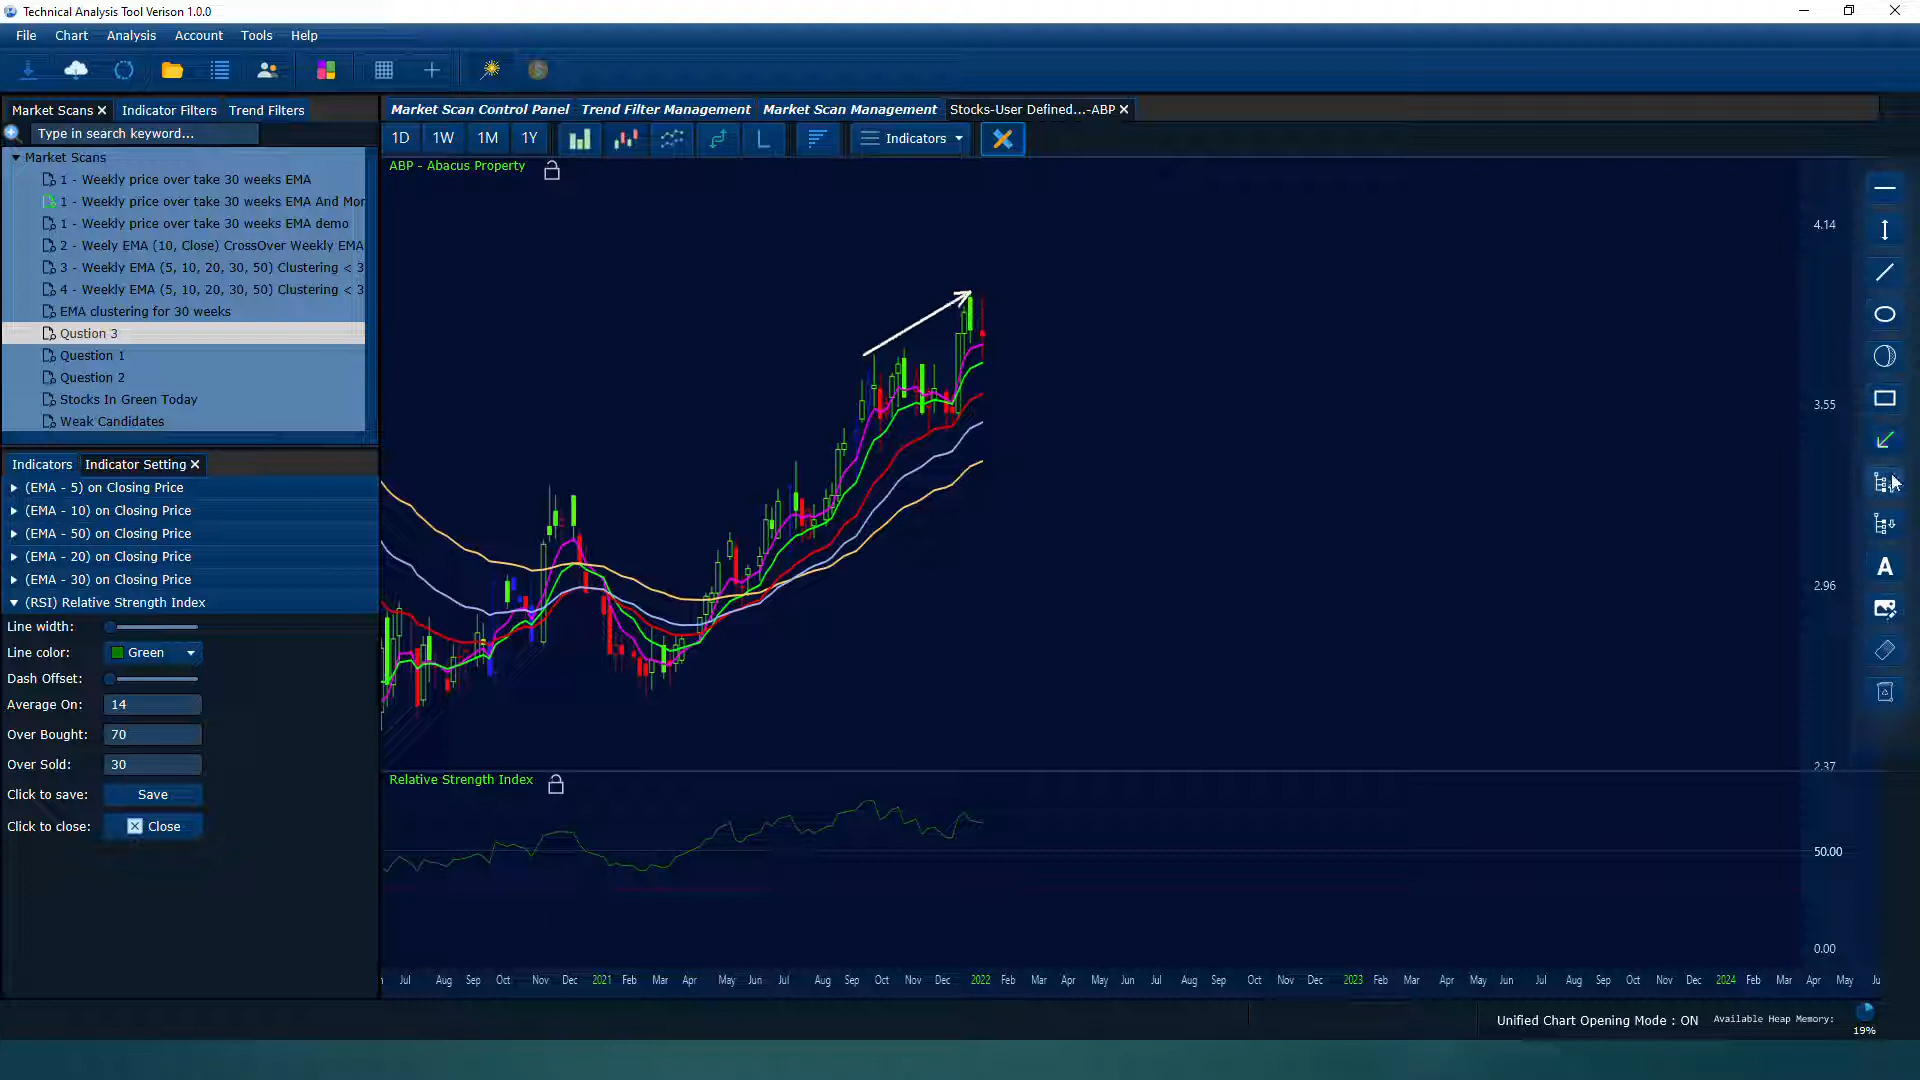 Technical Analysis Tool Verison 1.0.0
File Chart Analysis Account Tools Help
Market Scans Indicator Filters Trend Filters
Market Scan Control Panel Trend Filter Management Market Scan Management Stocks-User Defined...-ABP
Type in search keyword...
1D 1W 1M 1Y Indicators
Market Scans
1 - Weekly price over take 30 weeks EMA
1 - Weekly price over take 30 weeks EMA And Mor
1 - Weekly price over take 30 weeks EMA demo
2 - Weely EMA (10, Close) CrossOver Weekly EMA
3 - Weekly EMA (5, 10, 20, 30, 50) Clustering < 3
4 - Weekly EMA (5, 10, 20, 30, 50) Clustering < 3
EMA clustering for 30 weeks
Qustion 3
Question 1
Question 2
Stocks In Green Today
Weak Candidates
Indicators Indicator Setting
(EMA - 5) on Closing Price
(EMA - 10) on Closing Price
(EMA - 50) on Closing Price
(EMA - 20) on Closing Price
(EMA - 30) on Closing Price
(RSI) Relative Strength Index
Line width:
Line color: Green
Dash Offset:
Average On: 14
Over Bought: 70
Over Sold: 30
Click to save: Save
Click to close: Close
ABP - Abacus Property
4.14
3.55
2.96
2.37
A
Relative Strength Index
50.00
0.00
Jul Aug Sep Oct Nov Dec 2021 Feb Mar Apr May Jun Jul Aug Sep Oct Nov Dec 2022 Feb Mar Apr May Jun Jul Aug Sep Oct Nov Dec 2023 Feb Mar Apr May Jun Jul Aug Sep Oct Nov Dec 2024 Feb Mar Apr May Ju
Unified Chart Opening Mode : ON Available Heap Memory:
19%